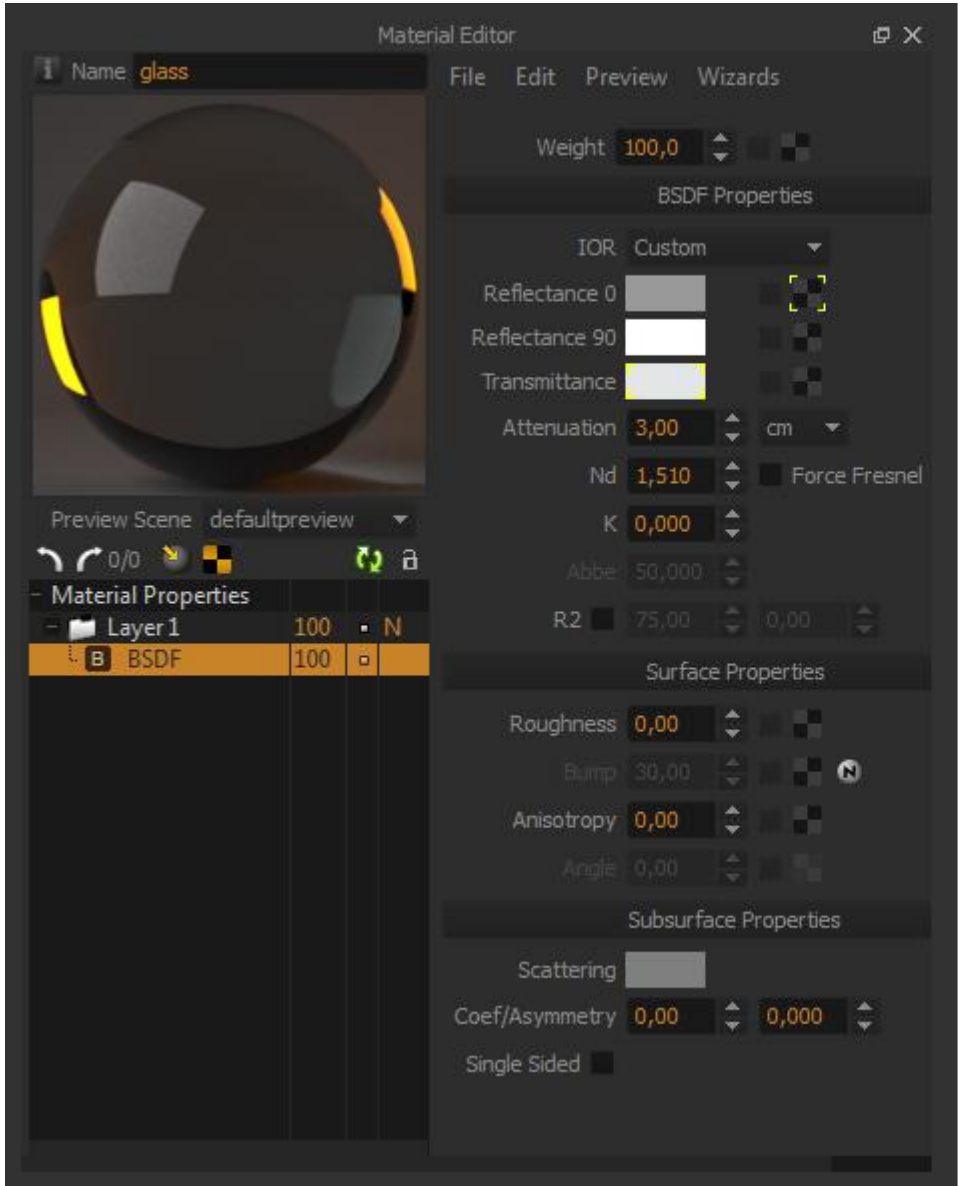 Material Editor
Name glass
File Edit Preview Wizards
Weight 100,0
BSDF Properties
IOR Custom
Reflectance 0
Reflectance 90
Transmittance
Attenuation 3,00 cm
Nd 1,510 Force Fresnel
K 0,000
Abbe 50,000
R2 75,00 0,00
Surface Properties
Roughness 0,00
Bump 30,00 N
Anisotropy 0,00
Angle 0,00
Subsurface Properties
Scattering
Coef/Asymmetry 0,00 0,000
Single Sided
Preview Scene defaultpreview
0/0
Material Properties
Layer 1 100 N
B BSDF 100